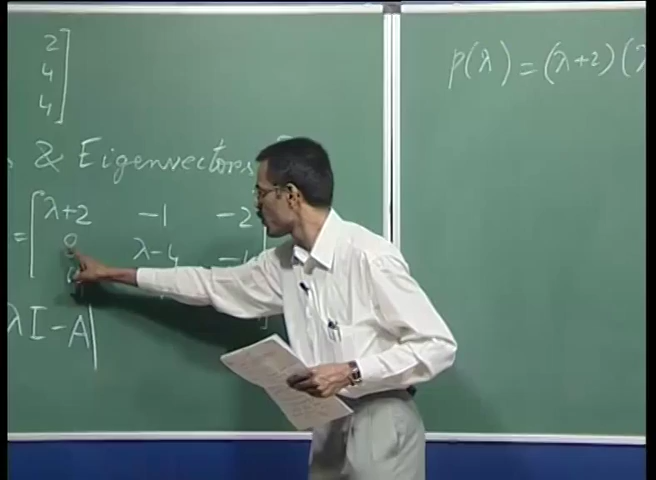 2
4
4
s & Eigenvectors
= [ λ+2 -1 -2
0 λ-4
λI-A|
p(λ) = (λ+2)(λ